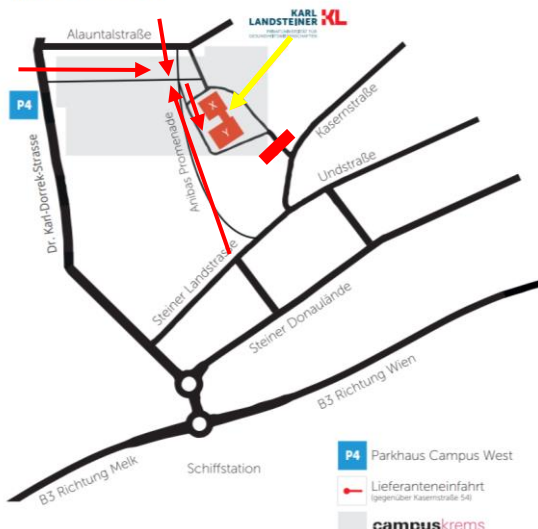 KARL
LANDSTEINER KL
PRIVATUNIVERSITÄT FÜR
GESUNDHEITSWISSENSCHAFTEN
Alauntalstraße
P4
X
Y
Kasernstraße
Anibas Promenade
Undstraße
Dr. Karl-Dorrek-Strasse
Steiner Landstrasse
Steiner Donaulände
B3 Richtung Wien
B3 Richtung Melk
Schiffstation
P4 Parkhaus Campus West
Lieferanteneinfahrt
(gegenüber Kasernstraße 54)
campuskrems